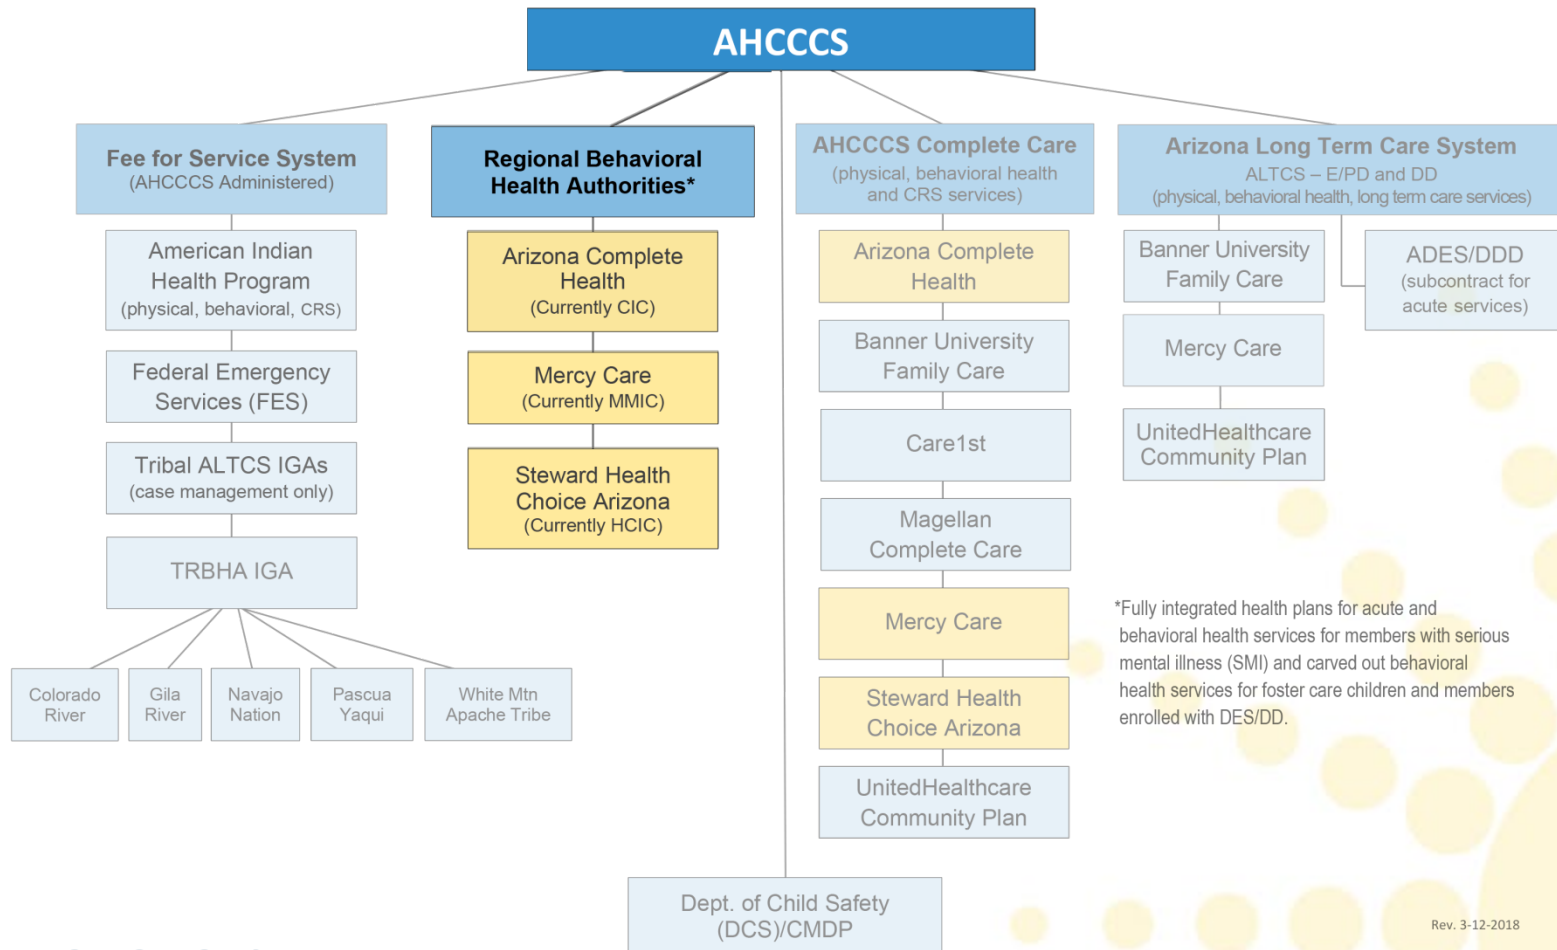 AHCCCS
Fee for Service System
(AHCCCS Administered)
American Indian
Health Program
(physical, behavioral, CRS)
Federal Emergency
Services (FES)
Tribal ALTCS IGAs
(case management only)
TRBHA IGA
Colorado
River
Gila
River
Navajo
Nation
Pascua
Yaqui
White Mtn
Apache Tribe
Regional Behavioral
Health Authorities*
Arizona Complete
Health
(Currently CIC)
Mercy Care
(Currently MMIC)
Steward Health
Choice Arizona
(Currently HCIC)
AHCCCS Complete Care
(physical, behavioral health
and CRS services)
Arizona Complete
Health
Banner University
Family Care
Care1st
Magellan
Complete Care
Mercy Care
Steward Health
Choice Arizona
UnitedHealthcare
Community Plan
Arizona Long Term Care System
ALTCS – E/PD and DD
(physical, behavioral health, long term care services)
Banner University
Family Care
Mercy Care
UnitedHealthcare
Community Plan
ADES/DDD
(subcontract for
acute services)
*Fully integrated health plans for acute and
behavioral health services for members with serious
mental illness (SMI) and carved out behavioral
health services for foster care children and members
enrolled with DES/DD.
Dept. of Child Safety
(DCS)/CMDP
Rev. 3-12-2018